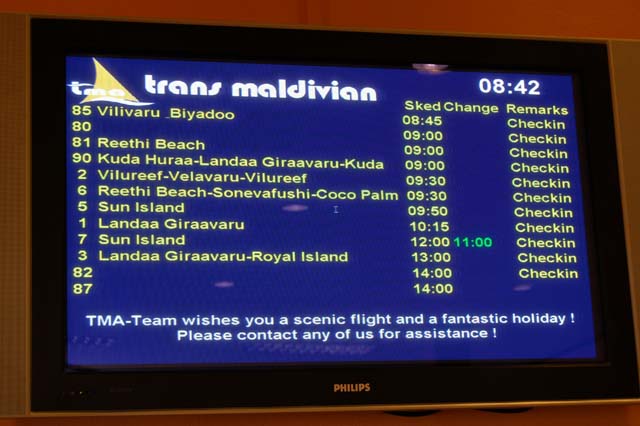 tma trans maldivian 08:42
Sked Change Remarks
85 Vilivaru .Biyadoo 08:45 Checkin
80 09:00 Checkin
81 Reethi Beach 09:00 Checkin
90 Kuda Huraa-Landaa Giraavaru-Kuda 09:00 Checkin
2 Vilureef-Velavaru-Vilureef 09:30 Checkin
6 Reethi Beach-Sonevafushi-Coco Palm 09:30 Checkin
5 Sun Island 09:50 Checkin
1 Landaa Giraavaru 10:15 Checkin
7 Sun Island 12:00 11:00 Checkin
3 Landaa Giraavaru-Royal Island 13:00 Checkin
82 14:00 Checkin
87 14:00
TMA-Team wishes you a scenic flight and a fantastic holiday !
Please contact any of us for assistance !
PHILIPS